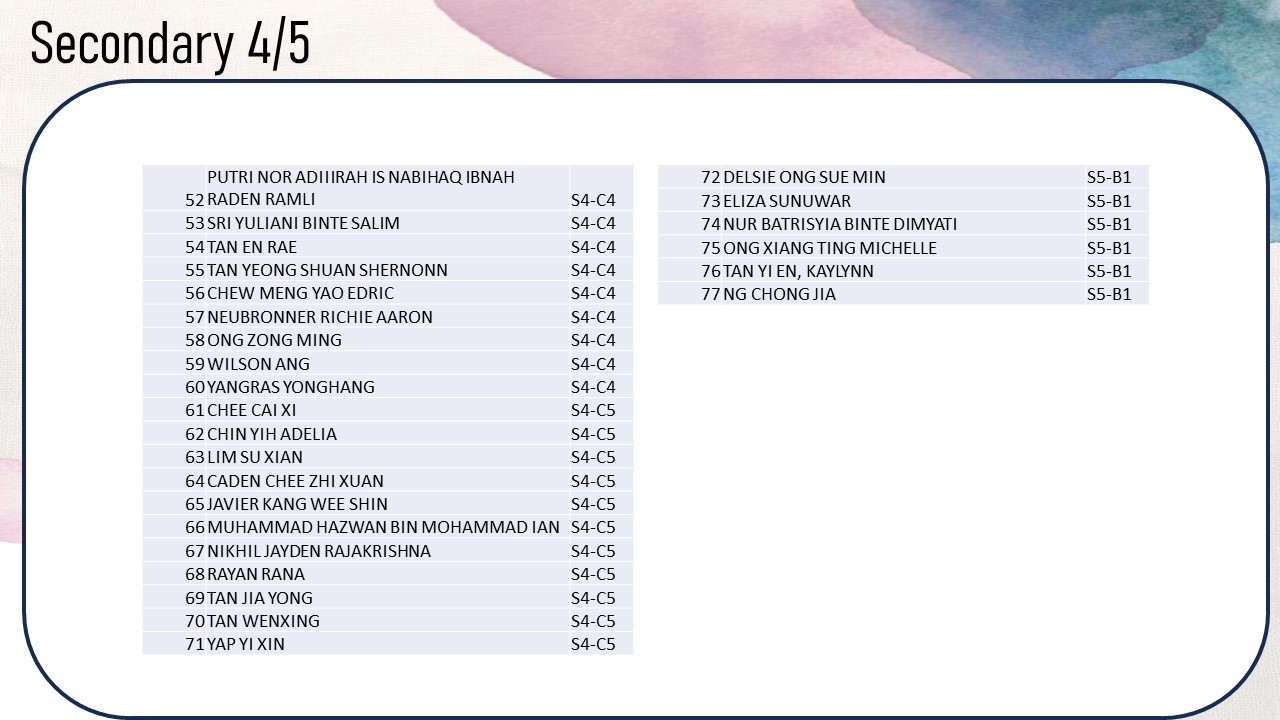 Secondary 4/5
PUTRI NOR ADIIIRAH IS NABIHAQ IBNAH
52 RADEN RAMLI S4-C4
53 SRI YULIANI BINTE SALIM S4-C4
54 TAN EN RAE S4-C4
55 TAN YEONG SHUAN SHERNONN S4-C4
56 CHEW MENG YAO EDRIC S4-C4
57 NEUBRONNER RICHIE AARON S4-C4
58 ONG ZONG MING S4-C4
59 WILSON ANG S4-C4
60 YANGRAS YONGHANG S4-C4
61 CHEE CAI XI S4-C5
62 CHIN YIH ADELIA S4-C5
63 LIM SU XIAN S4-C5
64 CADEN CHEE ZHI XUAN S4-C5
65 JAVIER KANG WEE SHIN S4-C5
66 MUHAMMAD HAZWAN BIN MOHAMMAD IAN S4-C5
67 NIKHIL JAYDEN RAJAKRISHNA S4-C5
68 RAYAN RANA S4-C5
69 TAN JIA YONG S4-C5
70 TAN WENXING S4-C5
71 YAP YI XIN S4-C5
72 DELSIE ONG SUE MIN S5-B1
73 ELIZA SUNUWAR S5-B1
74 NUR BATRISYIA BINTE DIMYATI S5-B1
75 ONG XIANG TING MICHELLE S5-B1
76 TAN YI EN, KAYLYNN S5-B1
77 NG CHONG JIA S5-B1